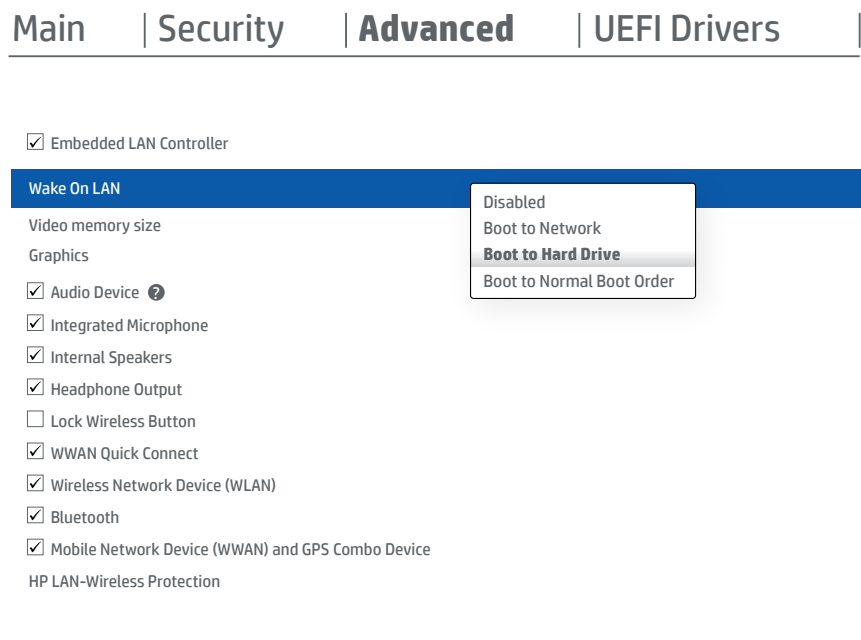 Main | Security | Advanced | UEFI Drivers |
Embedded LAN Controller
Wake On LAN
Disabled
Boot to Network
Boot to Hard Drive
Boot to Normal Boot Order
Video memory size
Graphics
Audio Device ?
Integrated Microphone
Internal Speakers
Headphone Output
Lock Wireless Button
WWAN Quick Connect
Wireless Network Device (WLAN)
Bluetooth
Mobile Network Device (WWAN) and GPS Combo Device
HP LAN-Wireless Protection